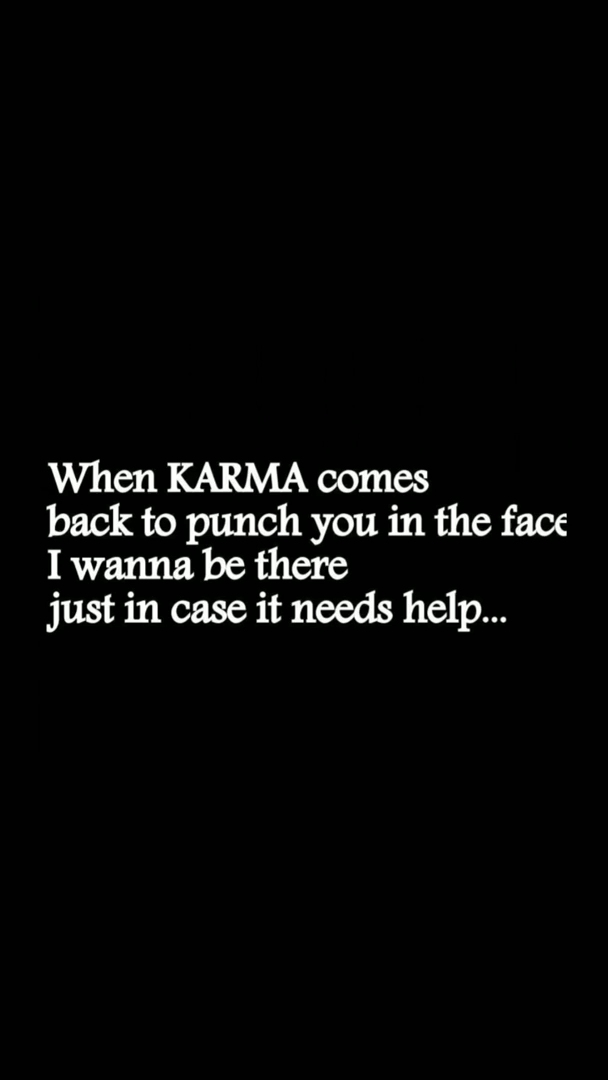 When KARMA comes
back to punch you in the face
I wanna be there
just in case it needs help...